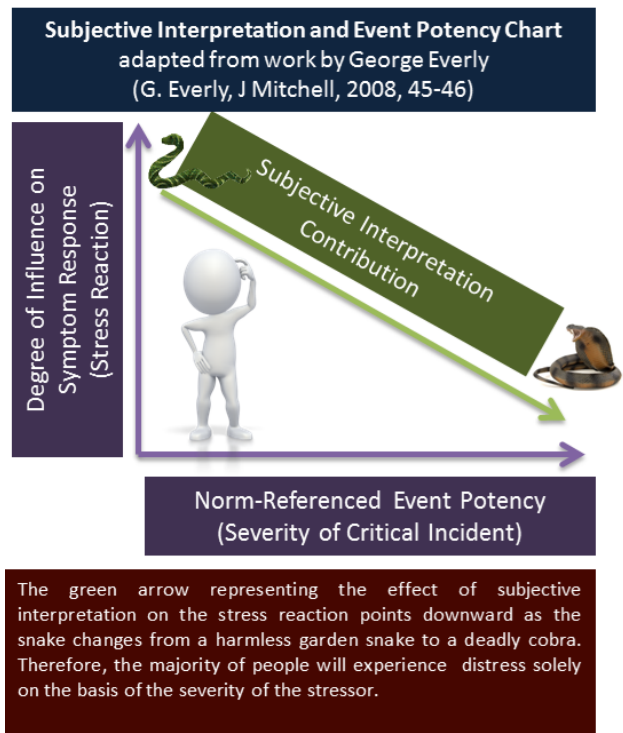 Subjective Interpretation and Event Potency Chart
adapted from work by George Everly
(G. Everly, J Mitchell, 2008, 45-46)
Degree of Influence on
Symptom Response
(Stress Reaction)
Subjective Interpretation
Contribution
Norm-Referenced Event Potency
(Severity of Critical Incident)
The green arrow representing the effect of subjective
interpretation on the stress reaction points downward as the
snake changes from a harmless garden snake to a deadly cobra.
Therefore, the majority of people will experience distress solely
on the basis of the severity of the stressor.